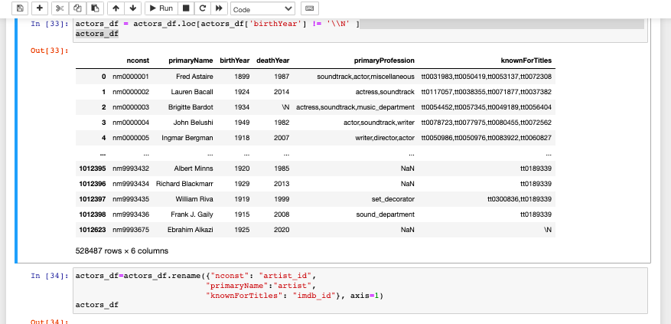 Run
Code
In [33]: actors_df = actors_df.loc[actors_df['birthYear'] != '\\N' ]
actors_df
Out[33]:
nconst primaryName birthYear deathYear primaryProfession knownForTitles
0 nm0000001 Fred Astaire 1899 1987 soundtrack,actor,miscellaneous tt0031983,tt0050419,tt0053137,tt0072308
1 nm0000002 Lauren Bacall 1924 2014 actress,soundtrack tt0117057,tt0038355,tt0071877,tt0037382
2 nm0000003 Brigitte Bardot 1934 \N actress,soundtrack,music_department tt0054452,tt0057345,tt0049189,tt0056404
3 nm0000004 John Belushi 1949 1982 actor,soundtrack,writer tt0078723,tt0077975,tt0080455,tt0072562
4 nm0000005 Ingmar Bergman 1918 2007 writer,director,actor tt0050986,tt0050976,tt0083922,tt0060827
... ... ... ... ... ... ...
1012395 nm9993432 Albert Minns 1920 1985 NaN tt0189339
1012396 nm9993434 Richard Blackmarr 1929 2013 NaN tt0189339
1012397 nm9993435 William Riva 1919 1999 set_decorator tt0300836,tt0189339
1012398 nm9993436 Frank J. Gaily 1915 2008 sound_department tt0189339
1012623 nm9993675 Ebrahim Alkazi 1925 2020 NaN \N
528487 rows × 6 columns
In [34]: actors_df=actors_df.rename({"nconst": "artist_id",
"primaryName":"artist",
"knownForTitles": "imdb_id"}, axis=1)
actors_df
Out[34]: